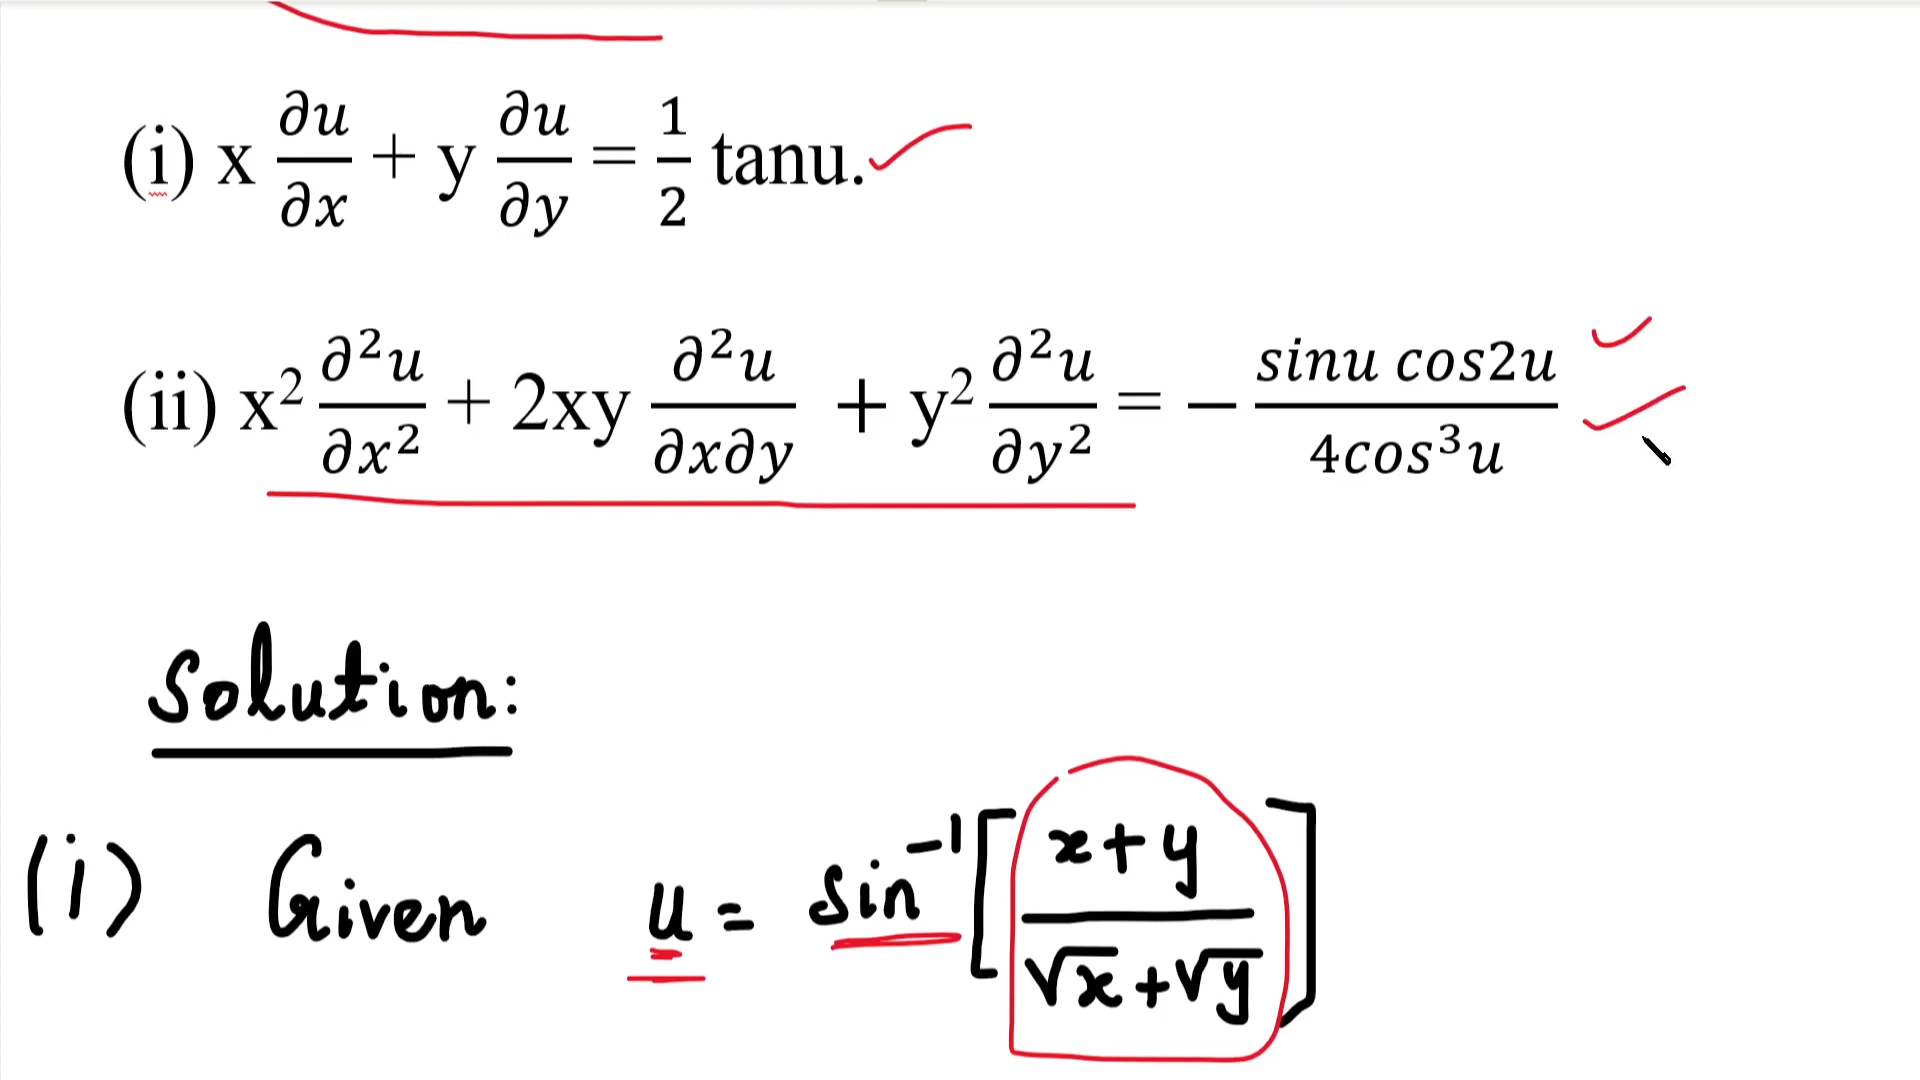 (i) x ∂u/∂x + y ∂u/∂y = 1/2 tanu.
(ii) x² ∂²u/∂x² + 2xy ∂²u/∂x∂y + y² ∂²u/∂y² = − sinu cos2u/4cos³u
Solution:
(i) Given u = sin⁻¹[x+y/√x+√y]